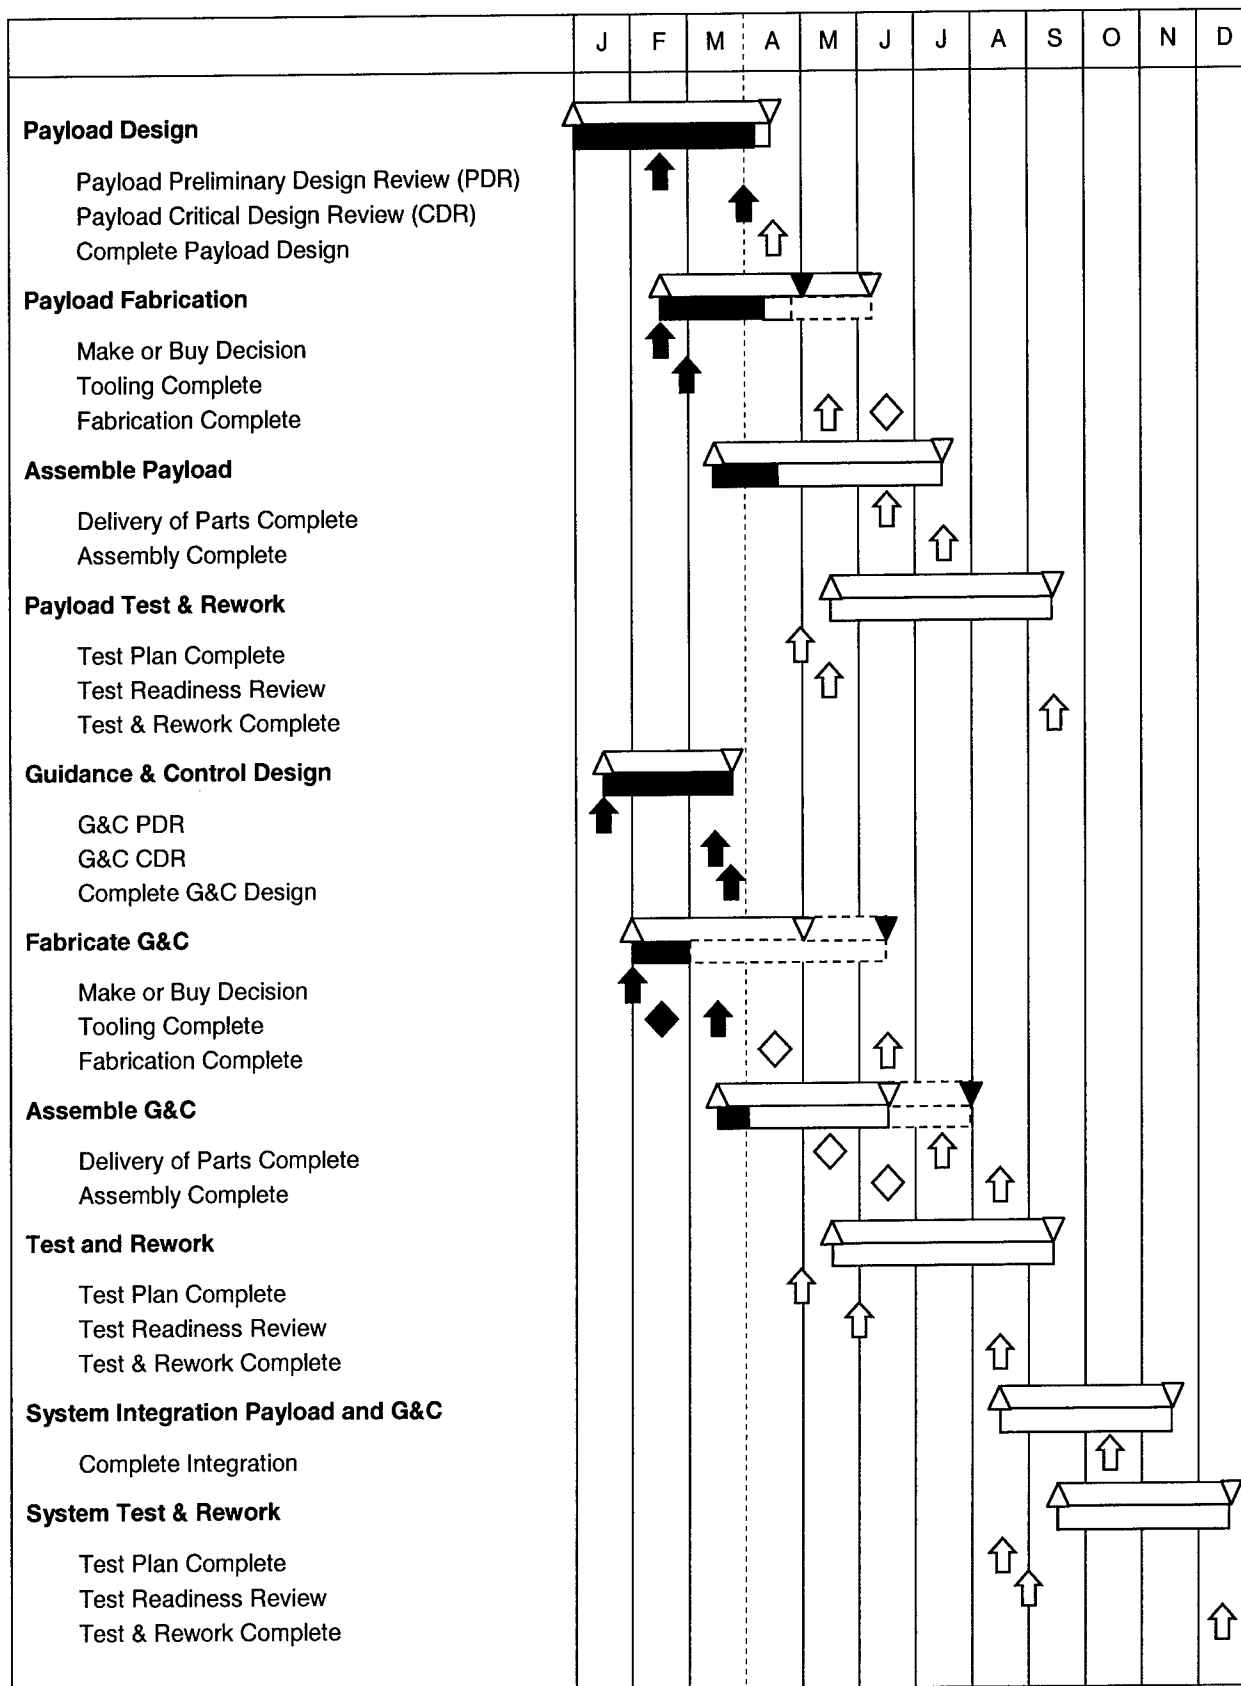 J F M A M J J A S O N D
Payload Design
Payload Preliminary Design Review (PDR)
Payload Critical Design Review (CDR)
Complete Payload Design
Payload Fabrication
Make or Buy Decision
Tooling Complete
Fabrication Complete
Assemble Payload
Delivery of Parts Complete
Assembly Complete
Payload Test & Rework
Test Plan Complete
Test Readiness Review
Test & Rework Complete
Guidance & Control Design
G&C PDR
G&C CDR
Complete G&C Design
Fabricate G&C
Make or Buy Decision
Tooling Complete
Fabrication Complete
Assemble G&C
Delivery of Parts Complete
Assembly Complete
Test and Rework
Test Plan Complete
Test Readiness Review
Test & Rework Complete
System Integration Payload and G&C
Complete Integration
System Test & Rework
Test Plan Complete
Test Readiness Review
Test & Rework Complete